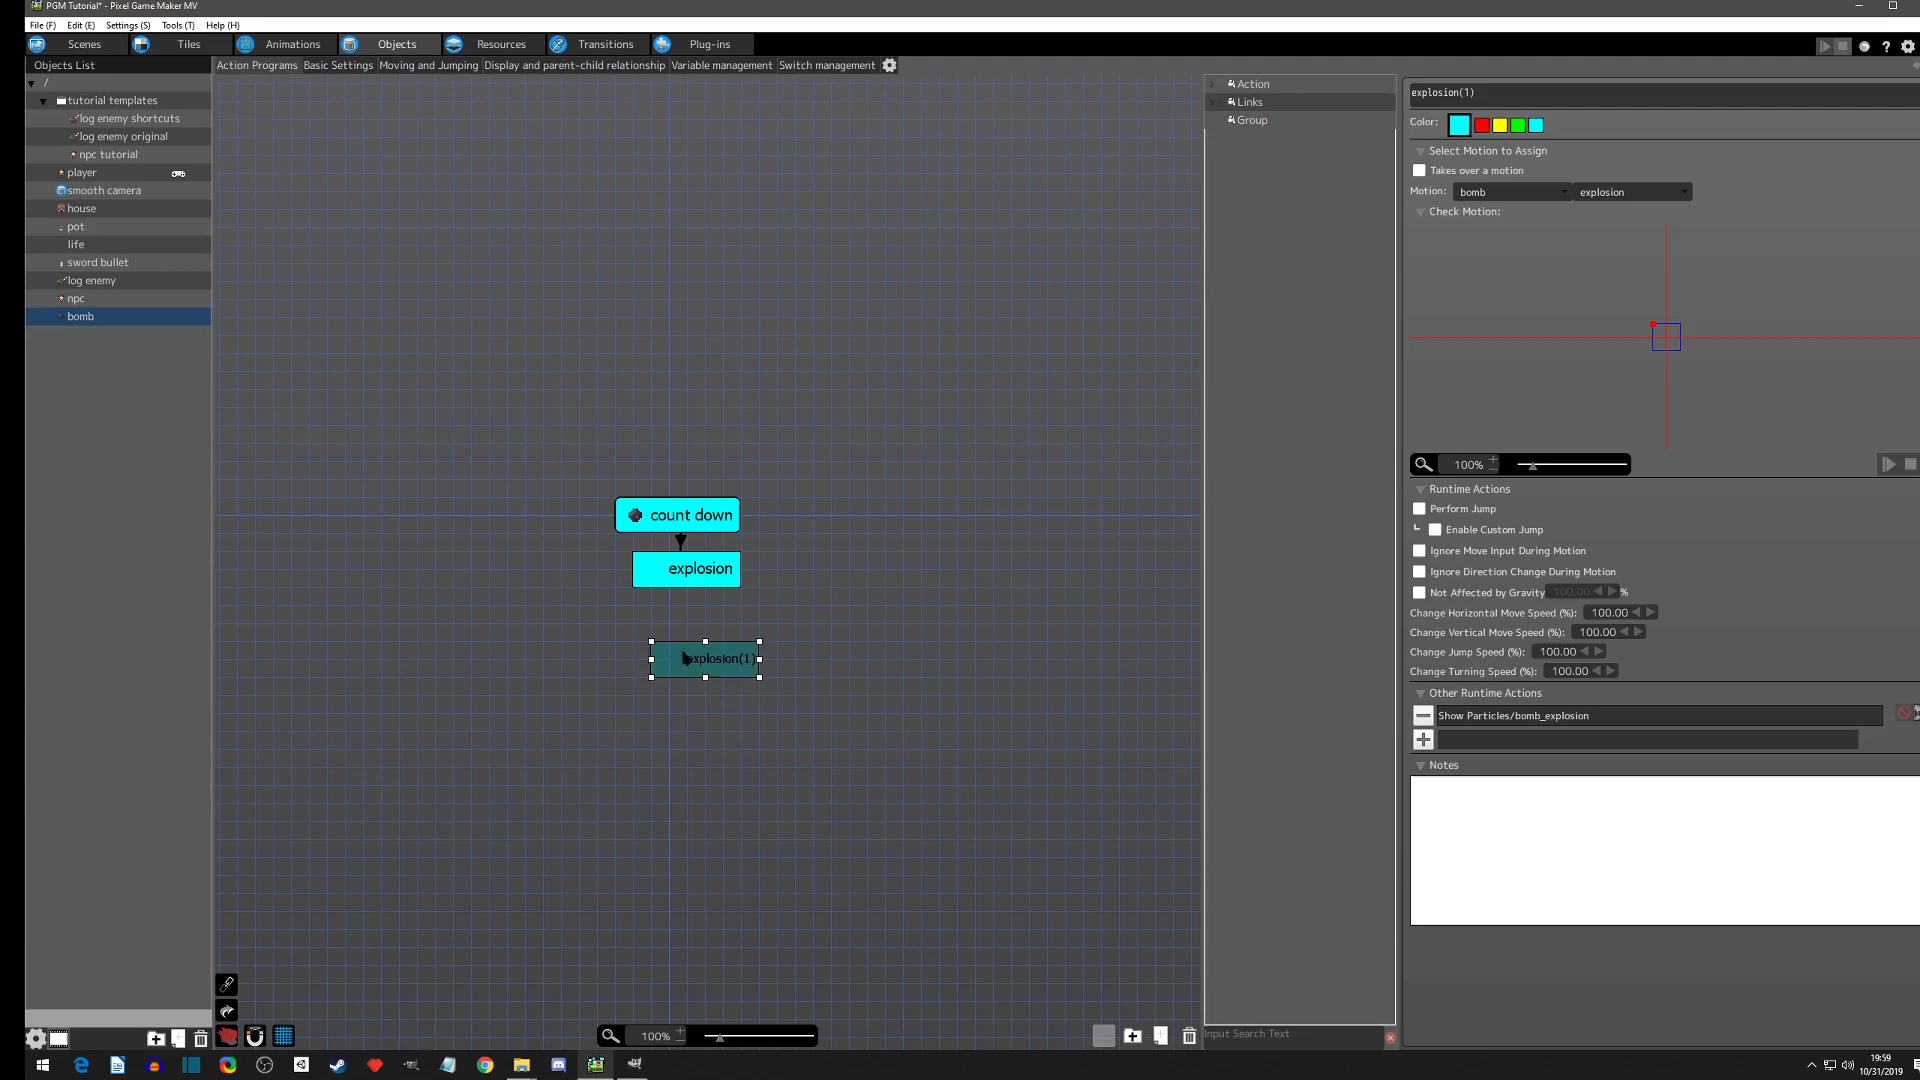 PGM Tutorial* - Pixel Game Maker MV
File (F) Edit (E) Settings (S) Tools (T) Help (H)
Scenes Tiles Animations Objects Resources Transitions Plug-ins
Objects List
Action Programs Basic Settings Moving and Jumping Display and parent-child relationship Variable management Switch management
/
tutorial templates
log enemy shortcuts
log enemy original
npc tutorial
player
smooth camera
house
pot
life
sword bullet
log enemy
npc
bomb
count down
explosion
explosion(1)
100%
Action
Links
Group
Input Search Text
explosion(1)
Color:
Select Motion to Assign
Takes over a motion
Motion: bomb explosion
Check Motion:
100%
Runtime Actions
Perform Jump
Enable Custom Jump
Ignore Move Input During Motion
Ignore Direction Change During Motion
Not Affected by Gravity 100.00 %
Change Horizontal Move Speed (%): 100.00
Change Vertical Move Speed (%): 100.00
Change Jump Speed (%): 100.00
Change Turning Speed (%): 100.00
Other Runtime Actions
Show Particles/bomb_explosion
Notes
19:59
10/31/2019